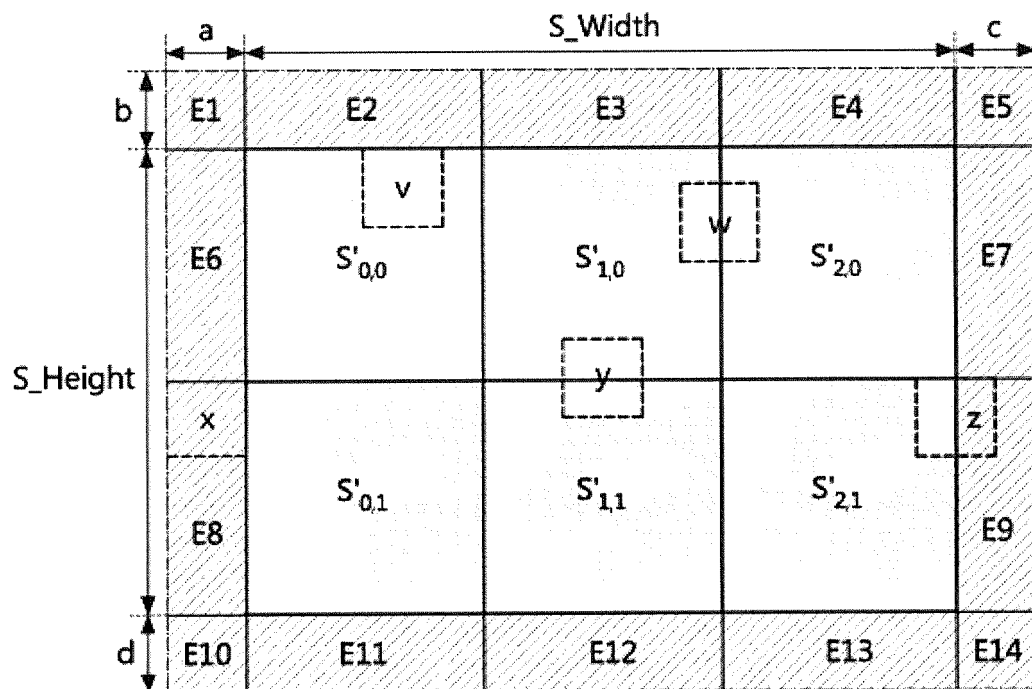 a S_Width c
b E1 E2 E3 E4 E5
v w
E6 S'0,0 S'1,0 S'2,0 E7
S_Height
y
x z
S'0,1 S'1,1 S'2,1
E8 E9
d E10 E11 E12 E13 E14